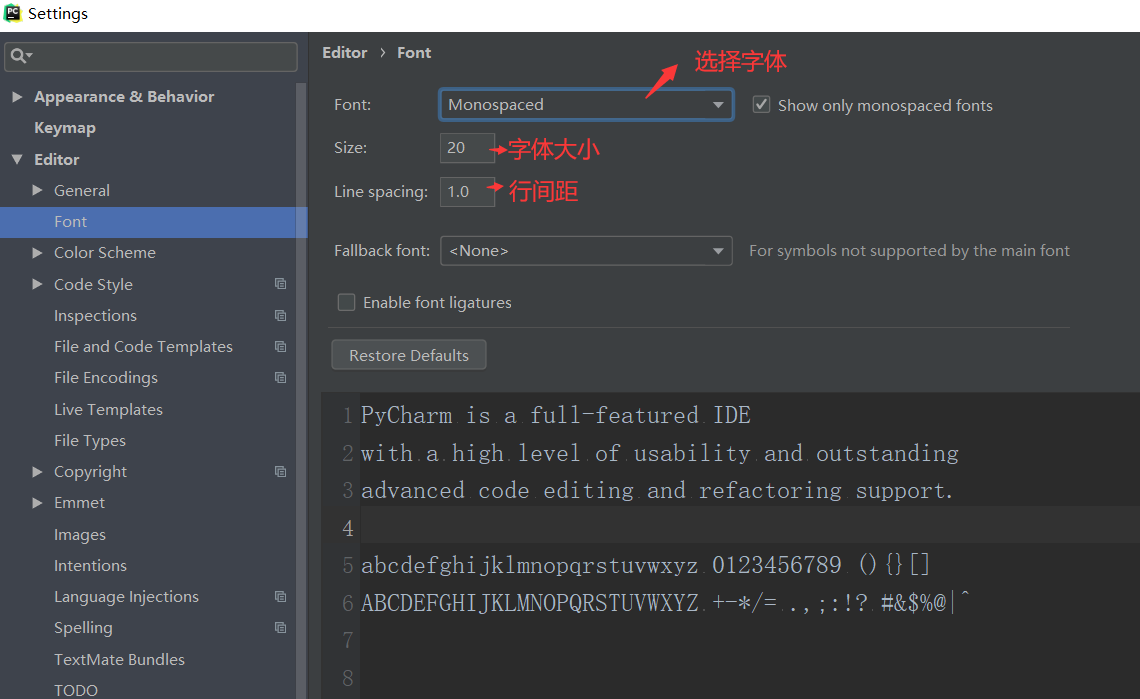 PC Settings
Appearance & Behavior
Keymap
Editor
General
Font
Color Scheme
Code Style
Inspections
File and Code Templates
File Encodings
Live Templates
File Types
Copyright
Emmet
Images
Intentions
Language Injections
Spelling
TextMate Bundles
TODO
Editor › Font
选择字体
Font: Monospaced Show only monospaced fonts
Size: 20 字体大小
Line spacing: 1.0 行间距
Fallback font: <None> For symbols not supported by the main font
Enable font ligatures
Restore Defaults
1 PyCharm is a full-featured IDE
2 with a high level of usability and outstanding
3 advanced code editing and refactoring support.
4
5 abcdefghijklmnopqrstuvwxyz 0123456789 (){}[]
6 ABCDEFGHIJKLMNOPQRSTUVWXYZ +-*/= .,;:!? #&$%@|^
7
8